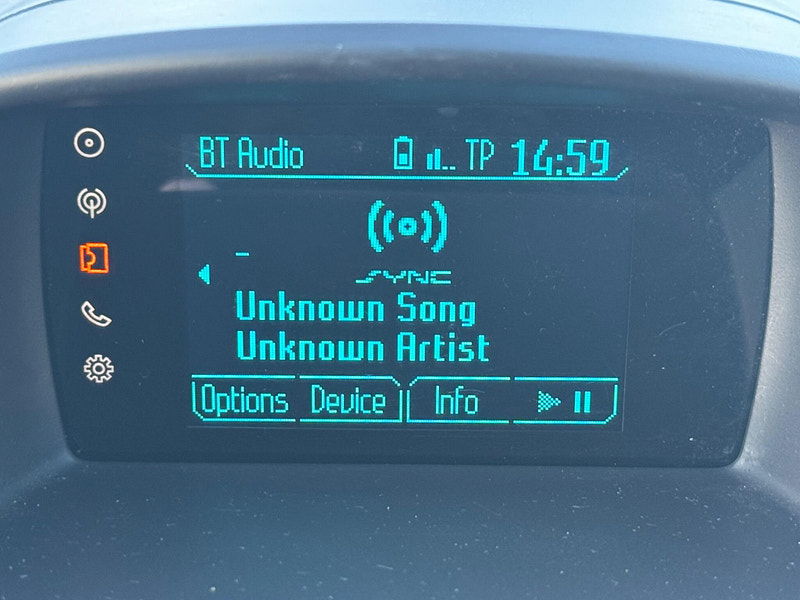 BT Audio TP 14:59
SYNC
Unknown Song
Unknown Artist
Options Device Info